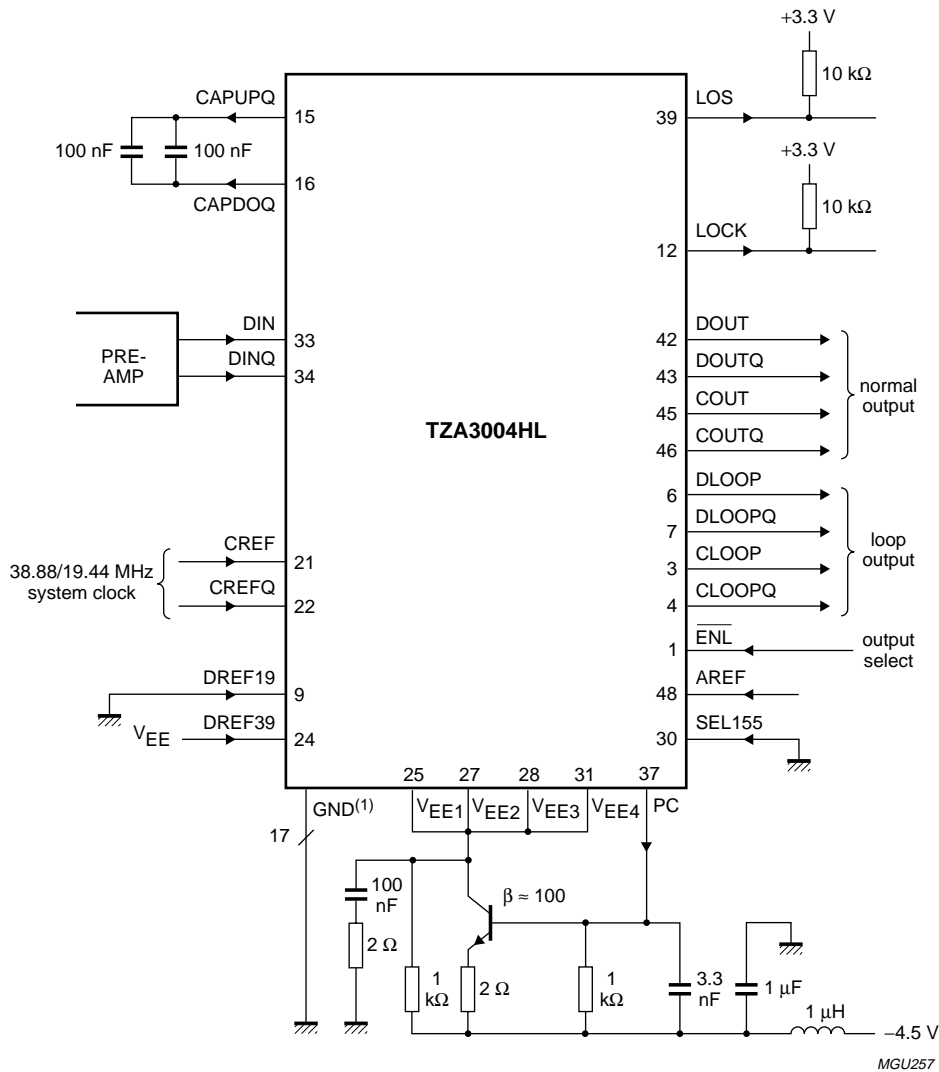 +3.3 V
10 kΩ
CAPUPQ
15
39
LOS
100 nF
100 nF
+3.3 V
16
CAPDOQ
10 kΩ
LOCK
12
DIN
33
DINQ
34
PRE-
AMP
TZA3004HL
42
DOUT
43
DOUTQ
45
COUT
46
COUTQ
normal
output
6
DLOOP
7
DLOOPQ
3
CLOOP
4
CLOOPQ
loop
output
38.88/19.44 MHz
system clock
CREF
21
CREFQ
22
1
ENL
output
select
DREF19
9
48
AREF
VEE
DREF39
24
30
SEL155
25
27
28
31
37
GND(1)
VEE1
VEE2
VEE3
VEE4
PC
17
100
nF
β ≈ 100
2 Ω
1
kΩ
2 Ω
1
kΩ
3.3
nF
1 μF
1 μH
−4.5 V
MGU257